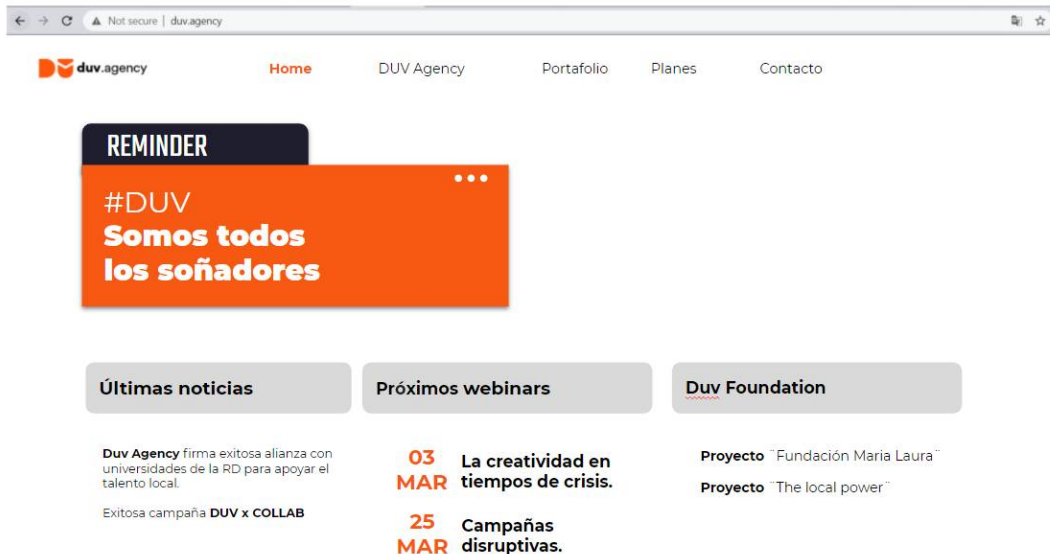 Not secure | duv.agency
duv.agency
Home DUV Agency Portafolio Planes Contacto
REMINDER
#DUV
Somos todos
los soñadores
Últimas noticias
Duv Agency firma exitosa alianza con
universidades de la RD para apoyar el
talento local.
Exitosa campaña DUV x COLLAB
Próximos webinars
03 MAR
La creatividad en
tiempos de crisis.
25 MAR
Campañas
disruptivas.
Duv Foundation
Proyecto ¨Fundación Maria Laura¨
Proyecto ¨The local power¨